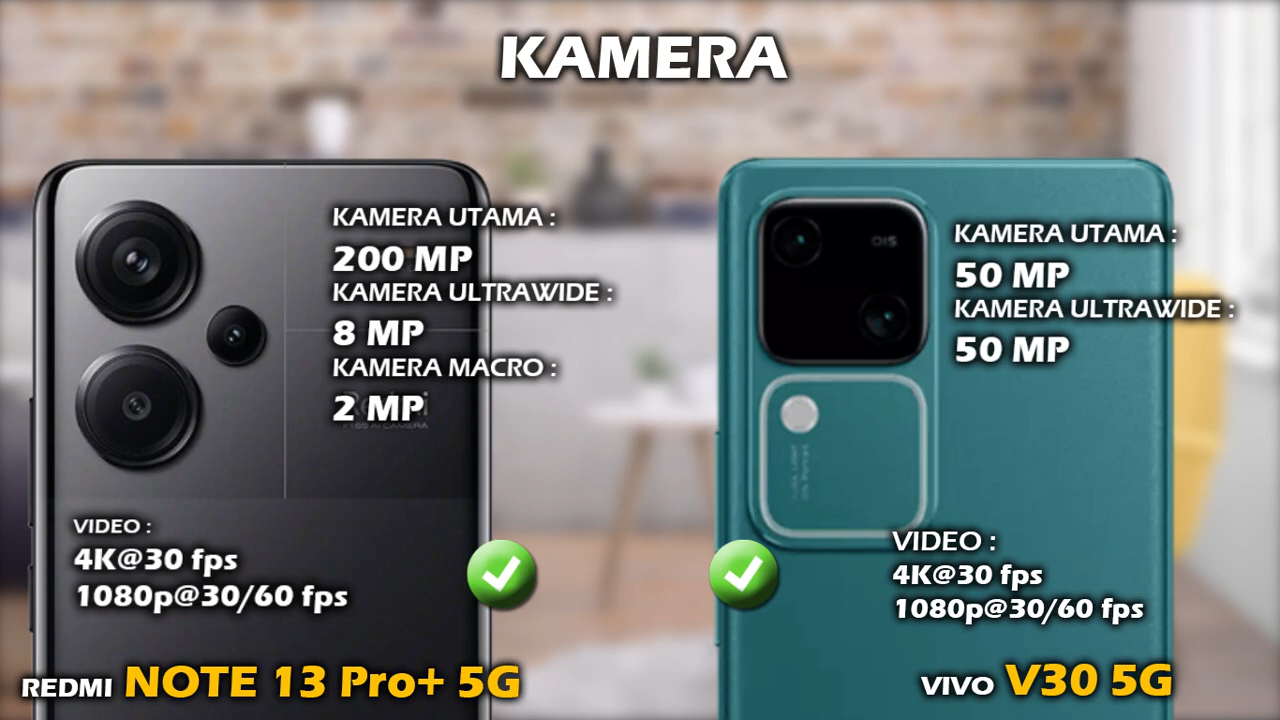 KAMERA
KAMERA UTAMA :
200 MP
KAMERA ULTRAWIDE :
8 MP
KAMERA MACRO :
2 MP
VIDEO :
4K@30 fps
1080p@30/60 fps
REDMI NOTE 13 Pro+ 5G
OIS
KAMERA UTAMA :
50 MP
KAMERA ULTRAWIDE :
50 MP
VIDEO :
4K@30 fps
1080p@30/60 fps
VIVO V30 5G